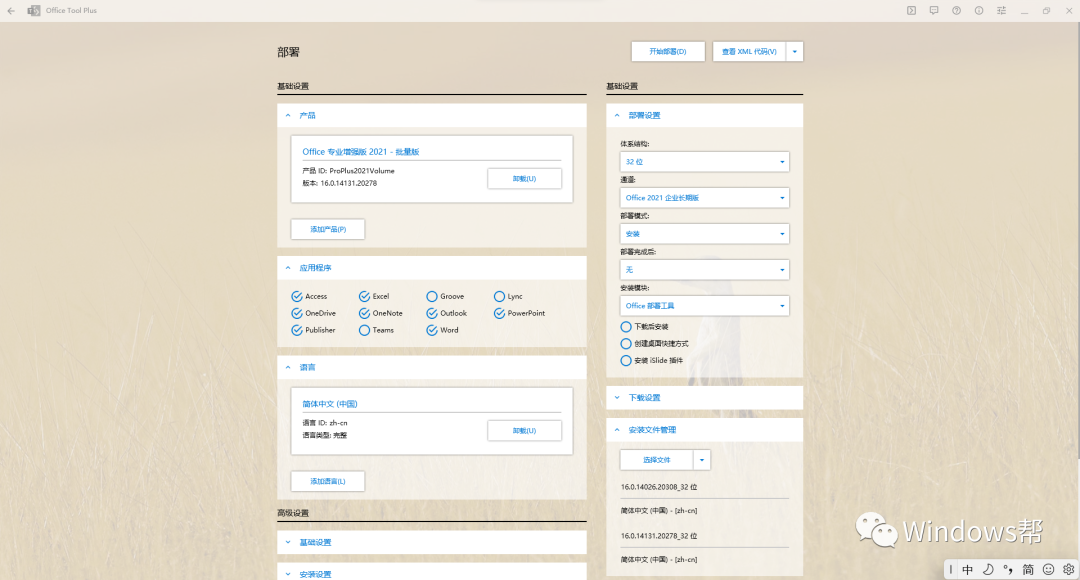 Office Tool Plus
部署
开始部署(D)
查看 XML 代码(V)
基础设置
产品
Office 专业增强版 2021 - 批量版
产品 ID: ProPlus2021Volume
版本: 16.0.14131.20278
卸载(U)
添加产品(P)
应用程序
Access
Excel
Groove
Lync
OneDrive
OneNote
Outlook
PowerPoint
Publisher
Teams
Word
语言
简体中文 (中国)
语言 ID: zh-cn
语言类型: 完整
卸载(U)
添加语言(L)
高级设置
基础设置
安装设置
基础设置
部署设置
体系结构:
32 位
通道:
Office 2021 企业长期版
部署模式:
安装
部署完成后:
无
安装模块:
Office 部署工具
下载后安装
创建桌面快捷方式
安装 iSlide 插件
下载设置
安装文件管理
选择文件
16.0.14026.20308_32 位
简体中文 (中国) - [zh-cn]
16.0.14131.20278_32 位
简体中文 (中国) - [zh-cn]
Windows帮
中
简